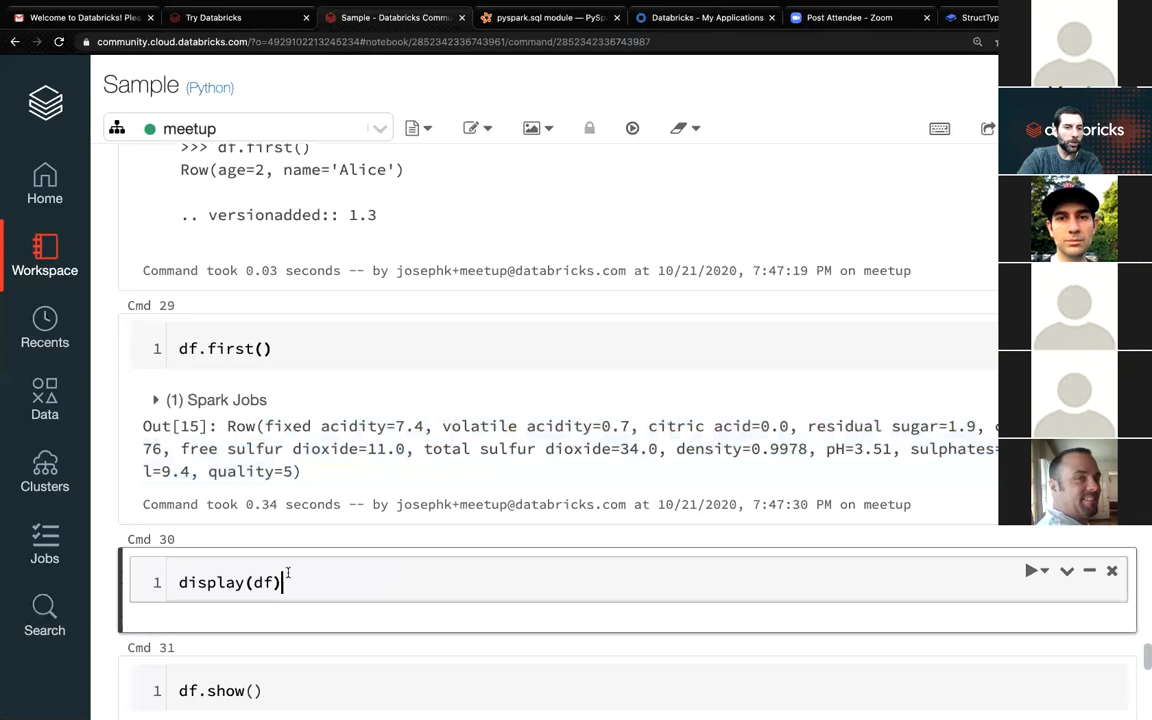 Welcome to Databricks! Plea
Try Databricks
Sample - Databricks Commu
pyspark.sql module — PySp
Databricks - My Applications
Post Attendee - Zoom
StructTyp
community.cloud.databricks.com/?o=4929102213245234#notebook/2852342336743961/command/2852342336743987
Sample (Python)
meetup
databricks
Home
Workspace
Recents
Data
Clusters
Jobs
Search
>>> df.first()
Row(age=2, name='Alice')
.. versionadded:: 1.3
Command took 0.03 seconds -- by josephk+meetup@databricks.com at 10/21/2020, 7:47:19 PM on meetup
Cmd 29
1 df.first()
(1) Spark Jobs
Out[15]: Row(fixed acidity=7.4, volatile acidity=0.7, citric acid=0.0, residual sugar=1.9, c
76, free sulfur dioxide=11.0, total sulfur dioxide=34.0, density=0.9978, pH=3.51, sulphates=
l=9.4, quality=5)
Command took 0.34 seconds -- by josephk+meetup@databricks.com at 10/21/2020, 7:47:30 PM on meetup
Cmd 30
1 display(df)
Cmd 31
1 df.show()